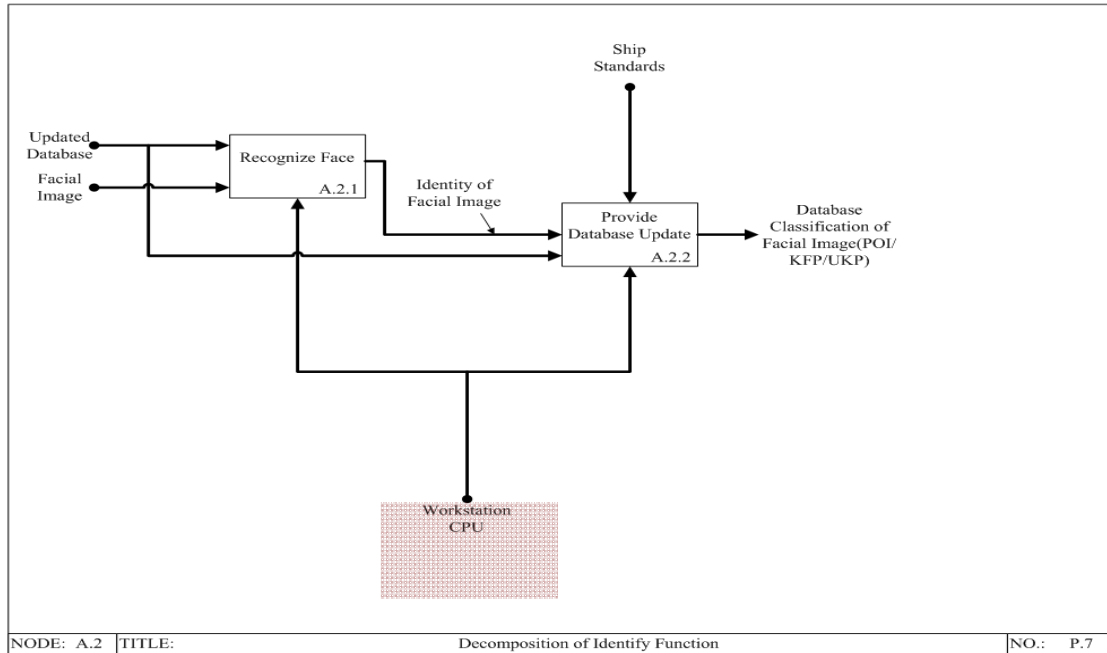 Ship
Standards
Updated
Database
Facial
Image
Recognize Face
A.2.1
Identity of
Facial Image
Provide
Database Update
A.2.2
Database
Classification of
Facial Image(POI/
KFP/UKP)
Workstation
CPU
NODE: A.2 TITLE: Decomposition of Identify Function NO.: P.7